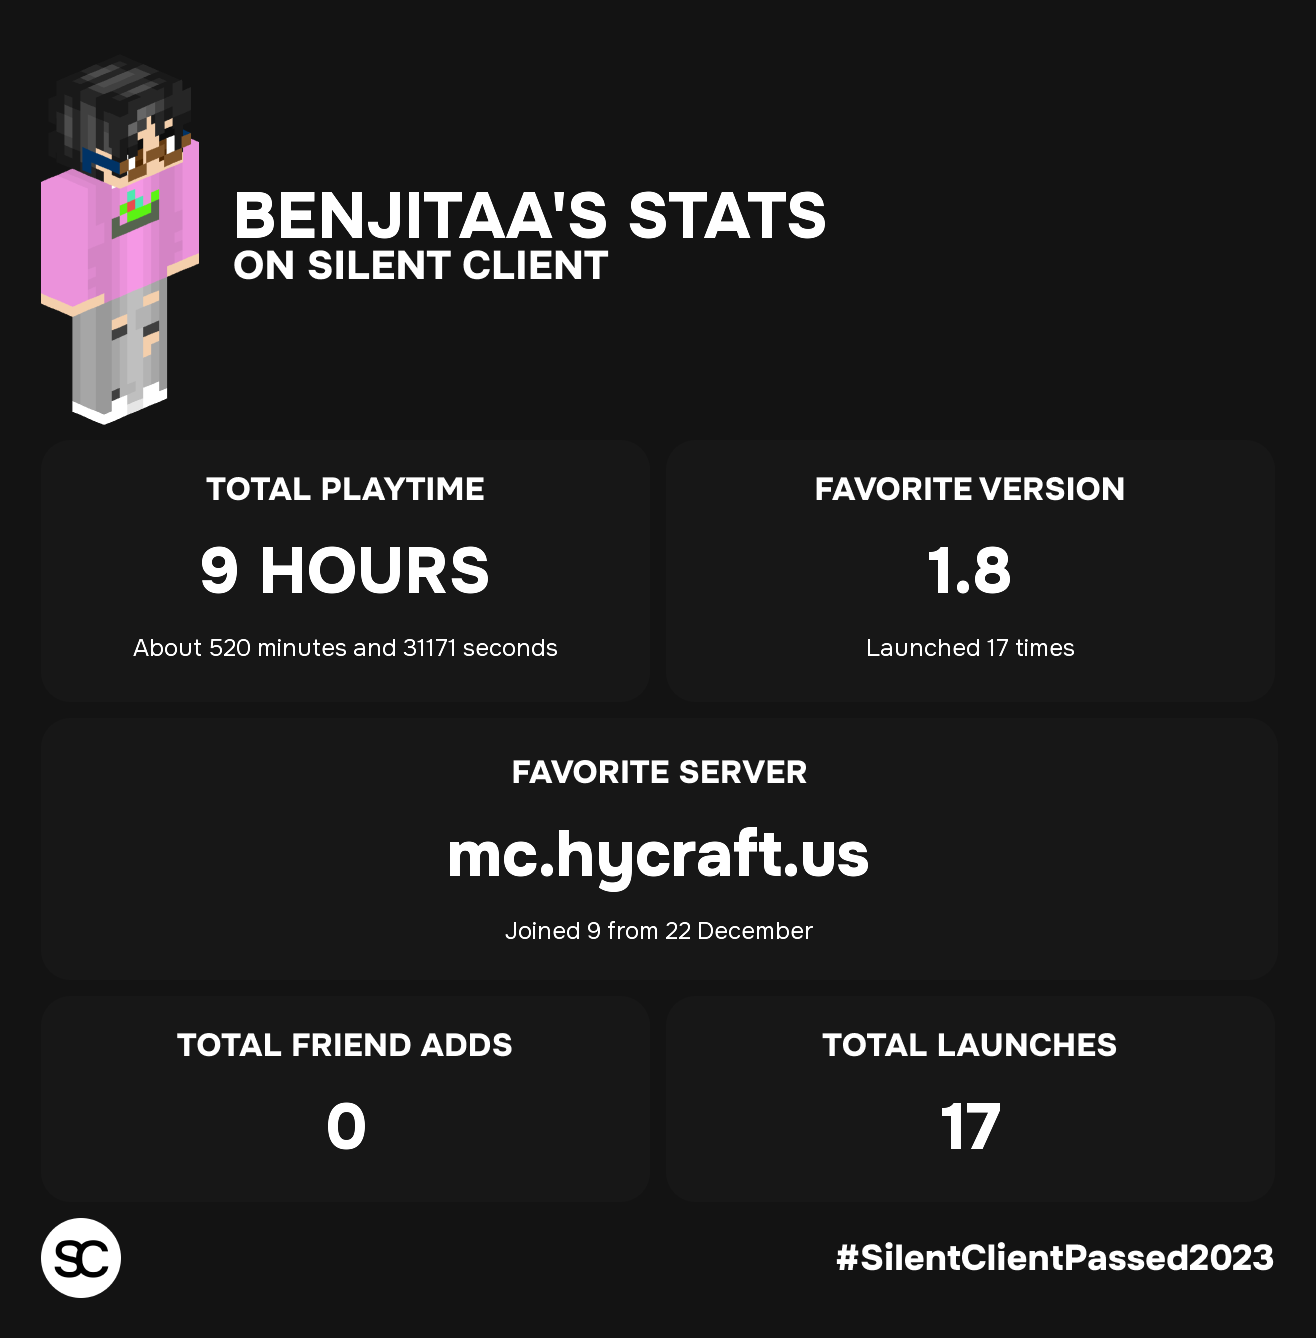 BENJITAA'S STATS
ON SILENT CLIENT
TOTAL PLAYTIME
9 HOURS
About 520 minutes and 31171 seconds
FAVORITE VERSION
1.8
Launched 17 times
FAVORITE SERVER
mc.hycraft.us
Joined 9 from 22 December
TOTAL FRIEND ADDS
0
TOTAL LAUNCHES
17
SC
#SilentClientPassed2023